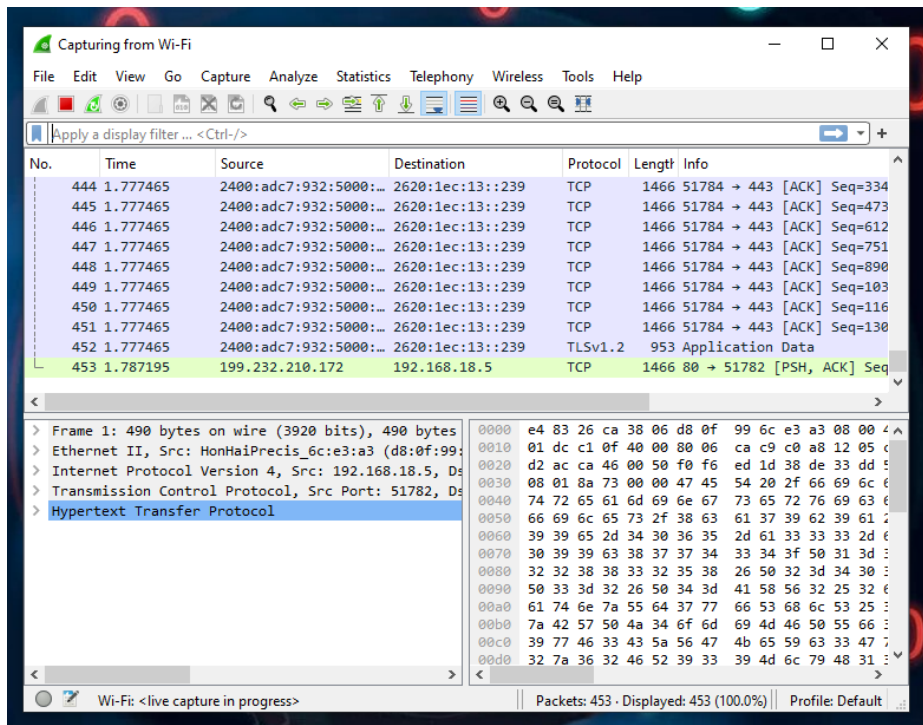 Capturing from Wi-Fi
File Edit View Go Capture Analyze Statistics Telephony Wireless Tools Help
Apply a display filter ... <Ctrl-/>
No. Time Source Destination Protocol Length Info
444 1.777465 2400:adc7:932:5000:… 2620:1ec:13::239 TCP 1466 51784 → 443 [ACK] Seq=334
445 1.777465 2400:adc7:932:5000:… 2620:1ec:13::239 TCP 1466 51784 → 443 [ACK] Seq=473
446 1.777465 2400:adc7:932:5000:… 2620:1ec:13::239 TCP 1466 51784 → 443 [ACK] Seq=612
447 1.777465 2400:adc7:932:5000:… 2620:1ec:13::239 TCP 1466 51784 → 443 [ACK] Seq=751
448 1.777465 2400:adc7:932:5000:… 2620:1ec:13::239 TCP 1466 51784 → 443 [ACK] Seq=890
449 1.777465 2400:adc7:932:5000:… 2620:1ec:13::239 TCP 1466 51784 → 443 [ACK] Seq=103
450 1.777465 2400:adc7:932:5000:… 2620:1ec:13::239 TCP 1466 51784 → 443 [ACK] Seq=116
451 1.777465 2400:adc7:932:5000:… 2620:1ec:13::239 TCP 1466 51784 → 443 [ACK] Seq=130
452 1.777465 2400:adc7:932:5000:… 2620:1ec:13::239 TLSv1.2 953 Application Data
453 1.787195 199.232.210.172 192.168.18.5 TCP 1466 80 → 51782 [PSH, ACK] Seq
Frame 1: 490 bytes on wire (3920 bits), 490 bytes
Ethernet II, Src: HonHaiPrecis_6c:e3:a3 (d8:0f:99:
Internet Protocol Version 4, Src: 192.168.18.5, Ds
Transmission Control Protocol, Src Port: 51782, Ds
Hypertext Transfer Protocol
0000 e4 83 26 ca 38 06 d8 0f 99 6c e3 a3 08 00
0010 01 dc c1 0f 40 00 80 06 ca c9 c0 a8 12 05
0020 d2 ac ca 46 00 50 f0 f6 ed 1d 38 de 33 dd
0030 08 01 8a 73 00 00 47 45 54 20 2f 66 69 6c
0040 74 72 65 61 6d 69 6e 67 73 65 72 76 69 63
0050 66 69 6c 65 73 2f 38 63 61 37 39 62 39 61
0060 39 39 65 2d 34 30 36 35 2d 61 33 33 33 2d
0070 30 39 39 63 38 37 37 34 33 34 3f 50 31 3d
0080 32 32 38 38 33 32 35 38 26 50 32 3d 34 30
0090 50 33 3d 32 26 50 34 3d 41 58 56 32 25 32
00a0 61 74 6e 7a 55 64 37 77 66 53 68 6c 53 25
00b0 7a 42 57 50 4a 34 6f 6d 69 4d 46 50 55 66
00c0 39 77 46 33 43 5a 56 47 4b 65 59 63 33 47
00d0 32 7a 36 32 46 52 39 33 39 4d 6c 79 48 31
Wi-Fi: <live capture in progress> Packets: 453 · Displayed: 453 (100.0%) Profile: Default